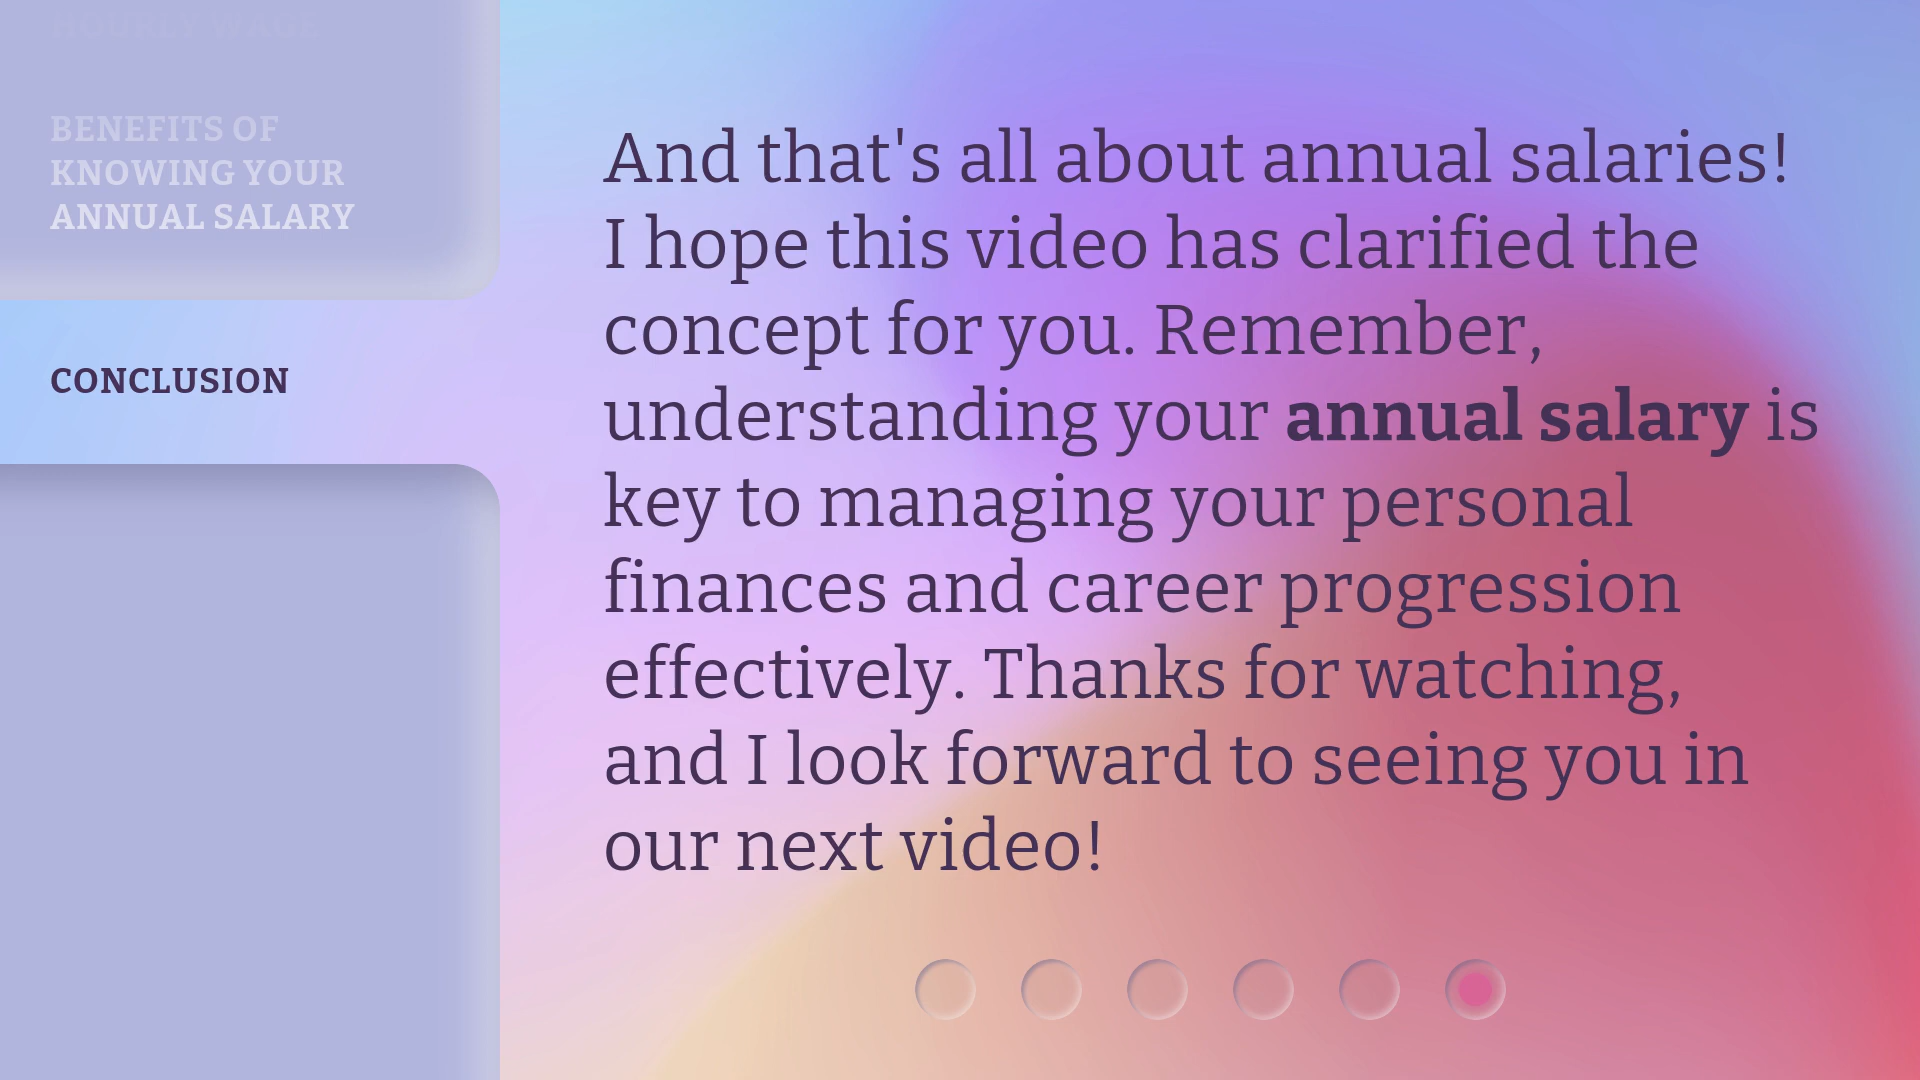 HOURLY WAGE
BENEFITS OF
KNOWING YOUR
ANNUAL SALARY
CONCLUSION
And that's all about annual salaries!
I hope this video has clarified the
concept for you. Remember,
understanding your annual salary is
key to managing your personal
finances and career progression
effectively. Thanks for watching,
and I look forward to seeing you in
our next video!